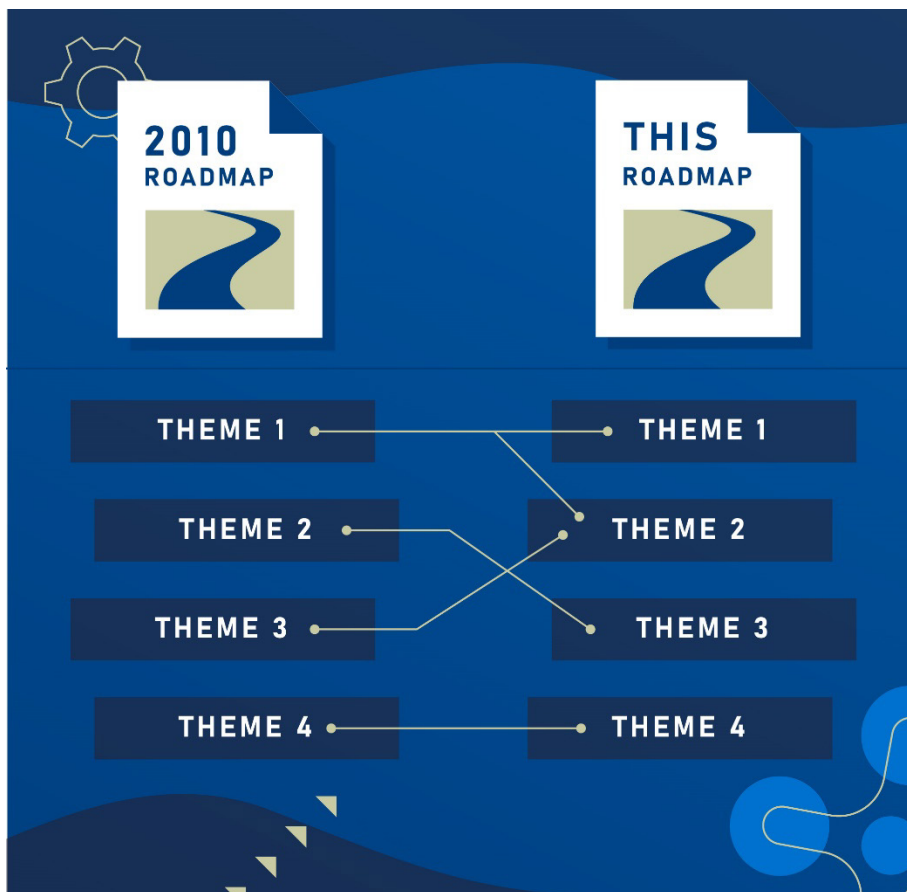 2010
ROADMAP
THIS
ROADMAP
THEME 1
THEME 1
THEME 2
THEME 2
THEME 3
THEME 3
THEME 4
THEME 4